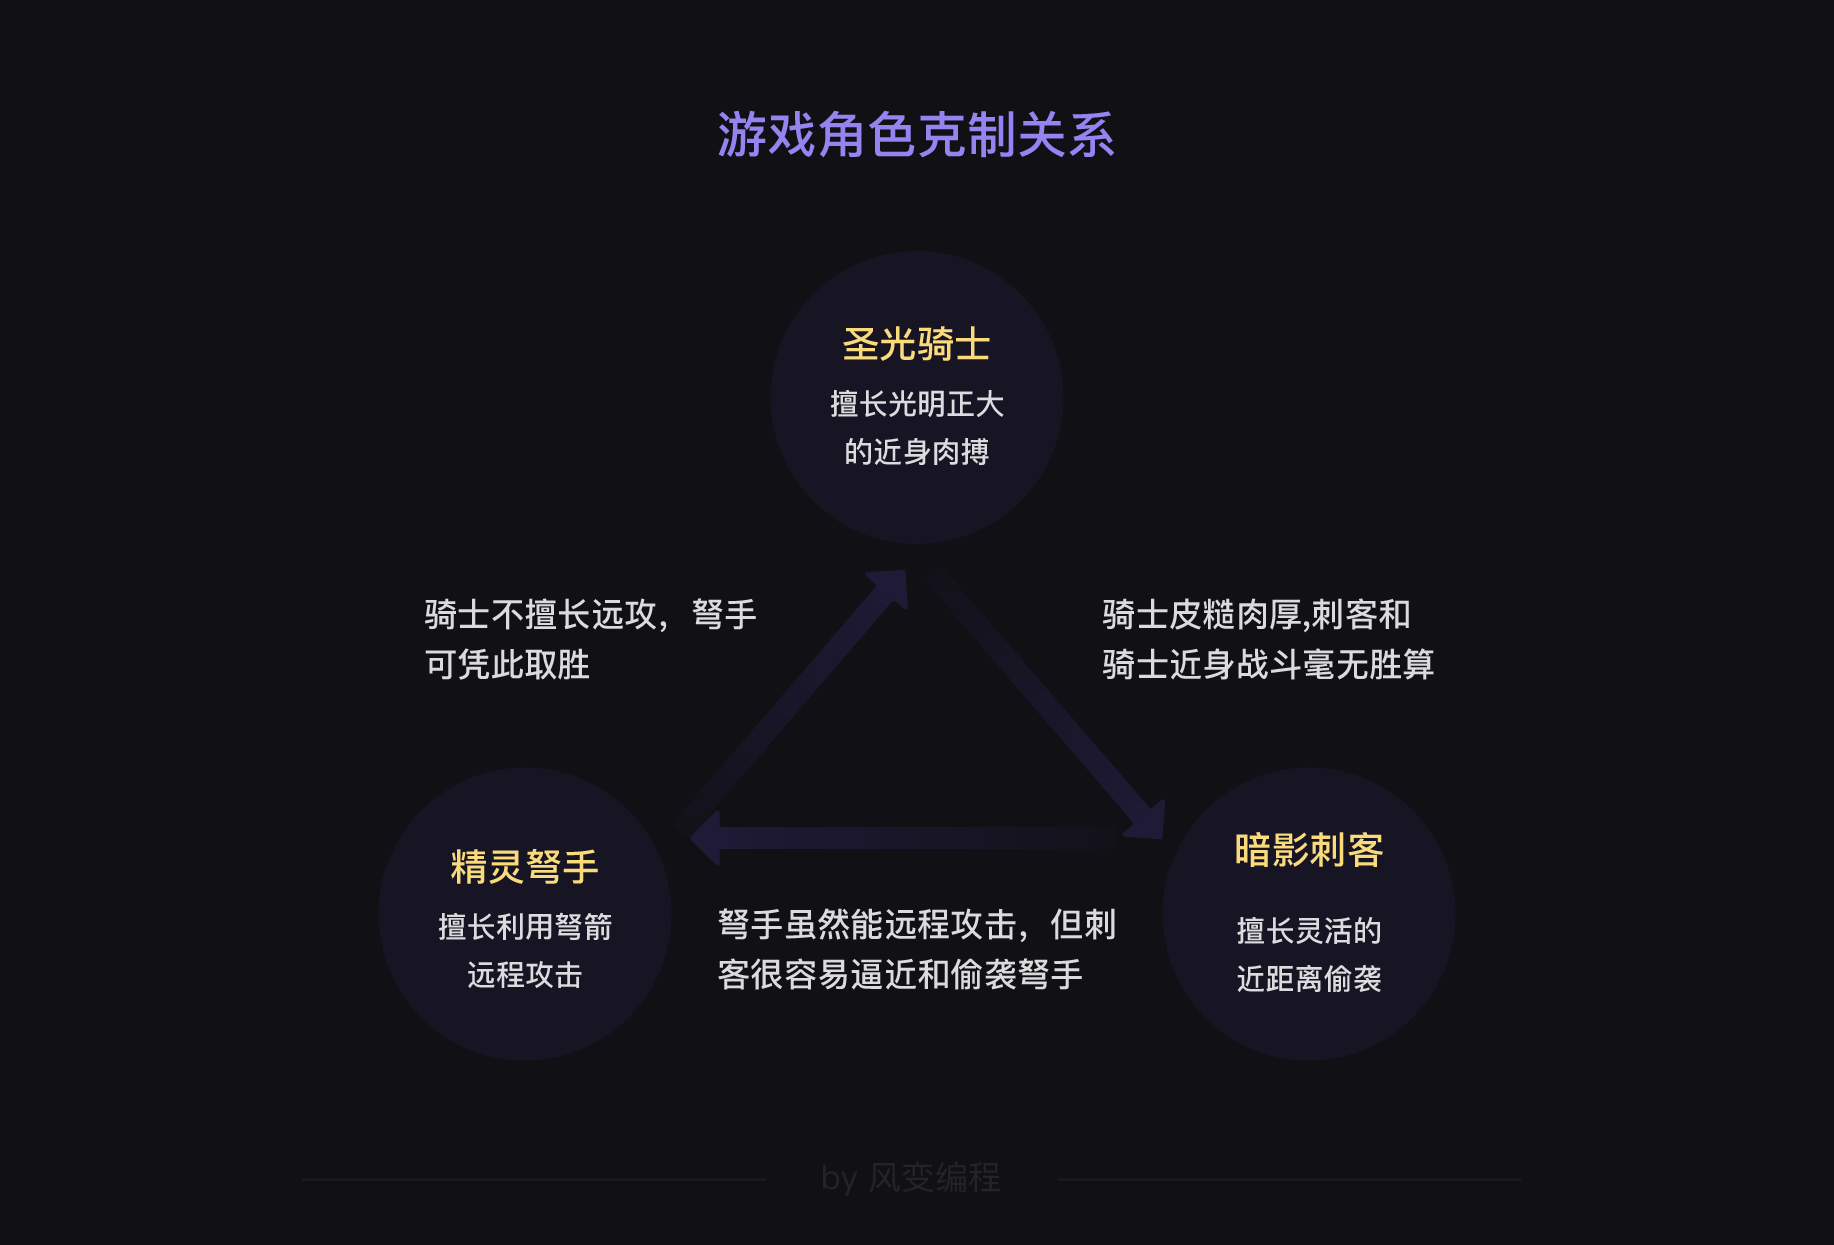 游戏角色克制关系
圣光骑士
擅长光明正大
的近身肉搏
骑士不擅长远攻，弩手
可凭此取胜
骑士皮糙肉厚,刺客和
骑士近身战斗毫无胜算
精灵弩手
擅长利用弩箭
远程攻击
弩手虽然能远程攻击，但刺
客很容易逼近和偷袭弩手
暗影刺客
擅长灵活的
近距离偷袭
by 风变编程